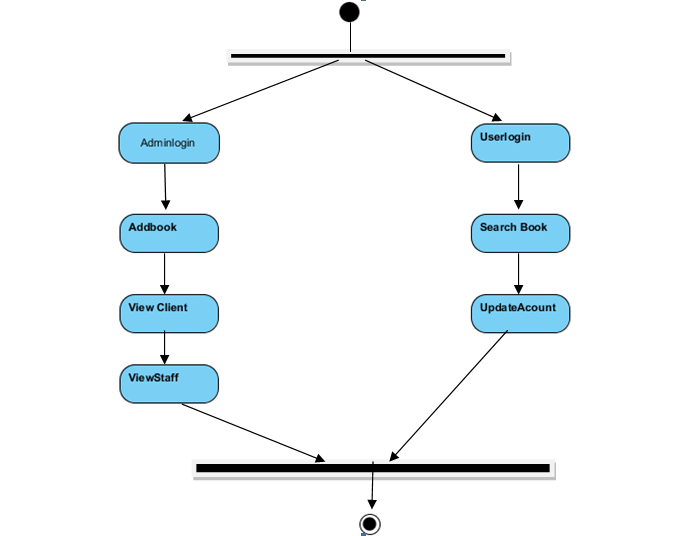 Adminlogin
Userlogin
Addbook
Search Book
View Client
UpdateAcount
ViewStaff